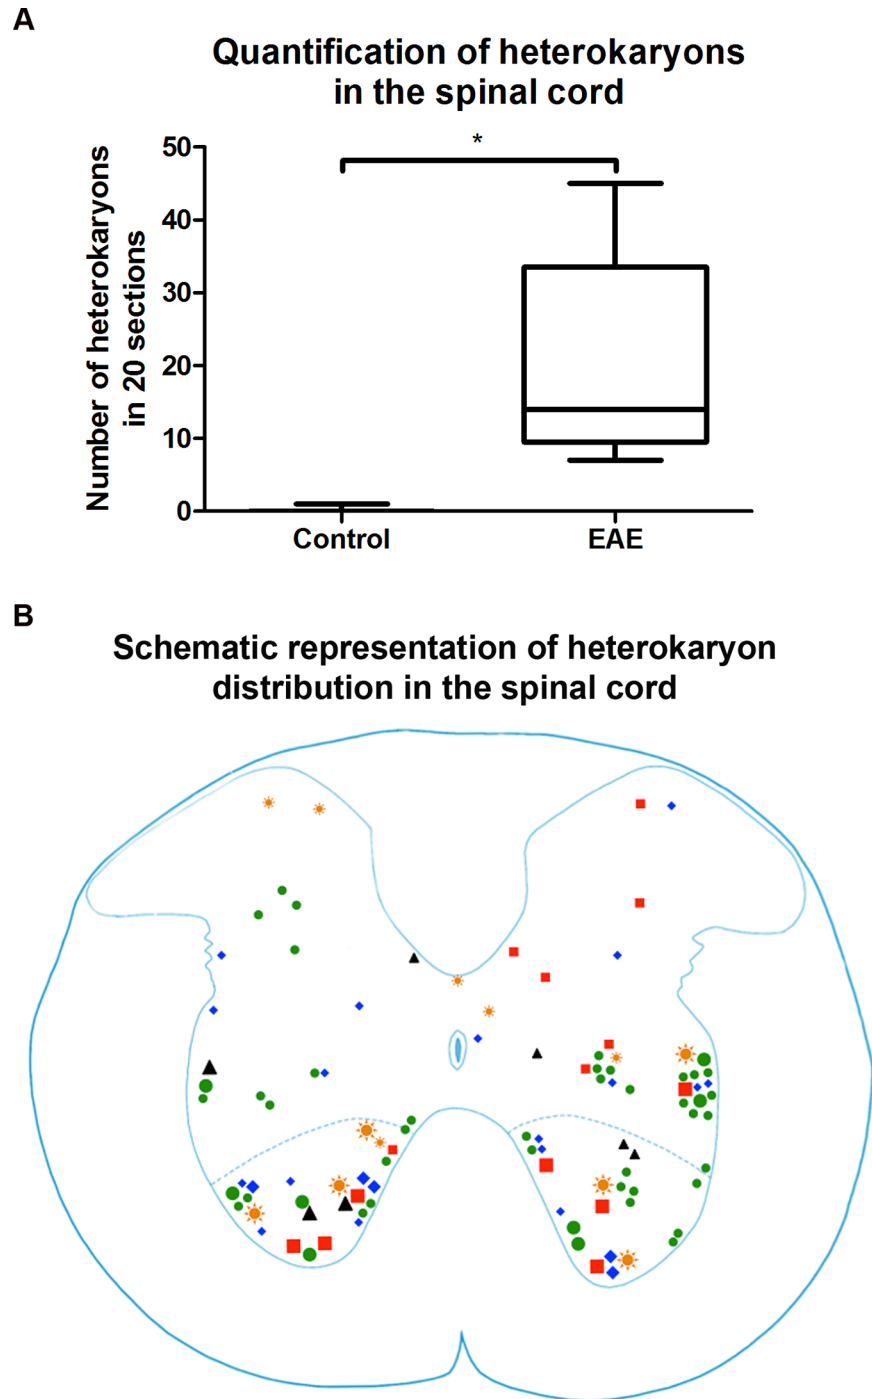 A
Quantification of heterokaryons
in the spinal cord
*
50
40
30
20
10
0
Number of heterokaryons
in 20 sections
Control
EAE
B
Schematic representation of heterokaryon
distribution in the spinal cord